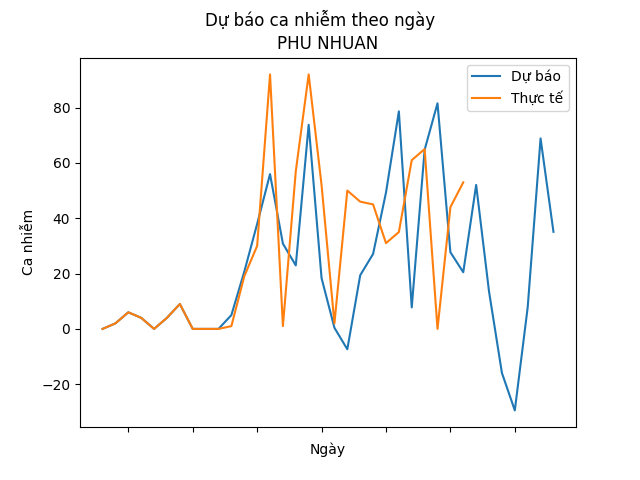 Dự báo ca nhiễm theo ngày
PHU NHUAN
Dự báo
Thực tế
80
60
40
20
0
−20
Ca nhiễm
Ngày